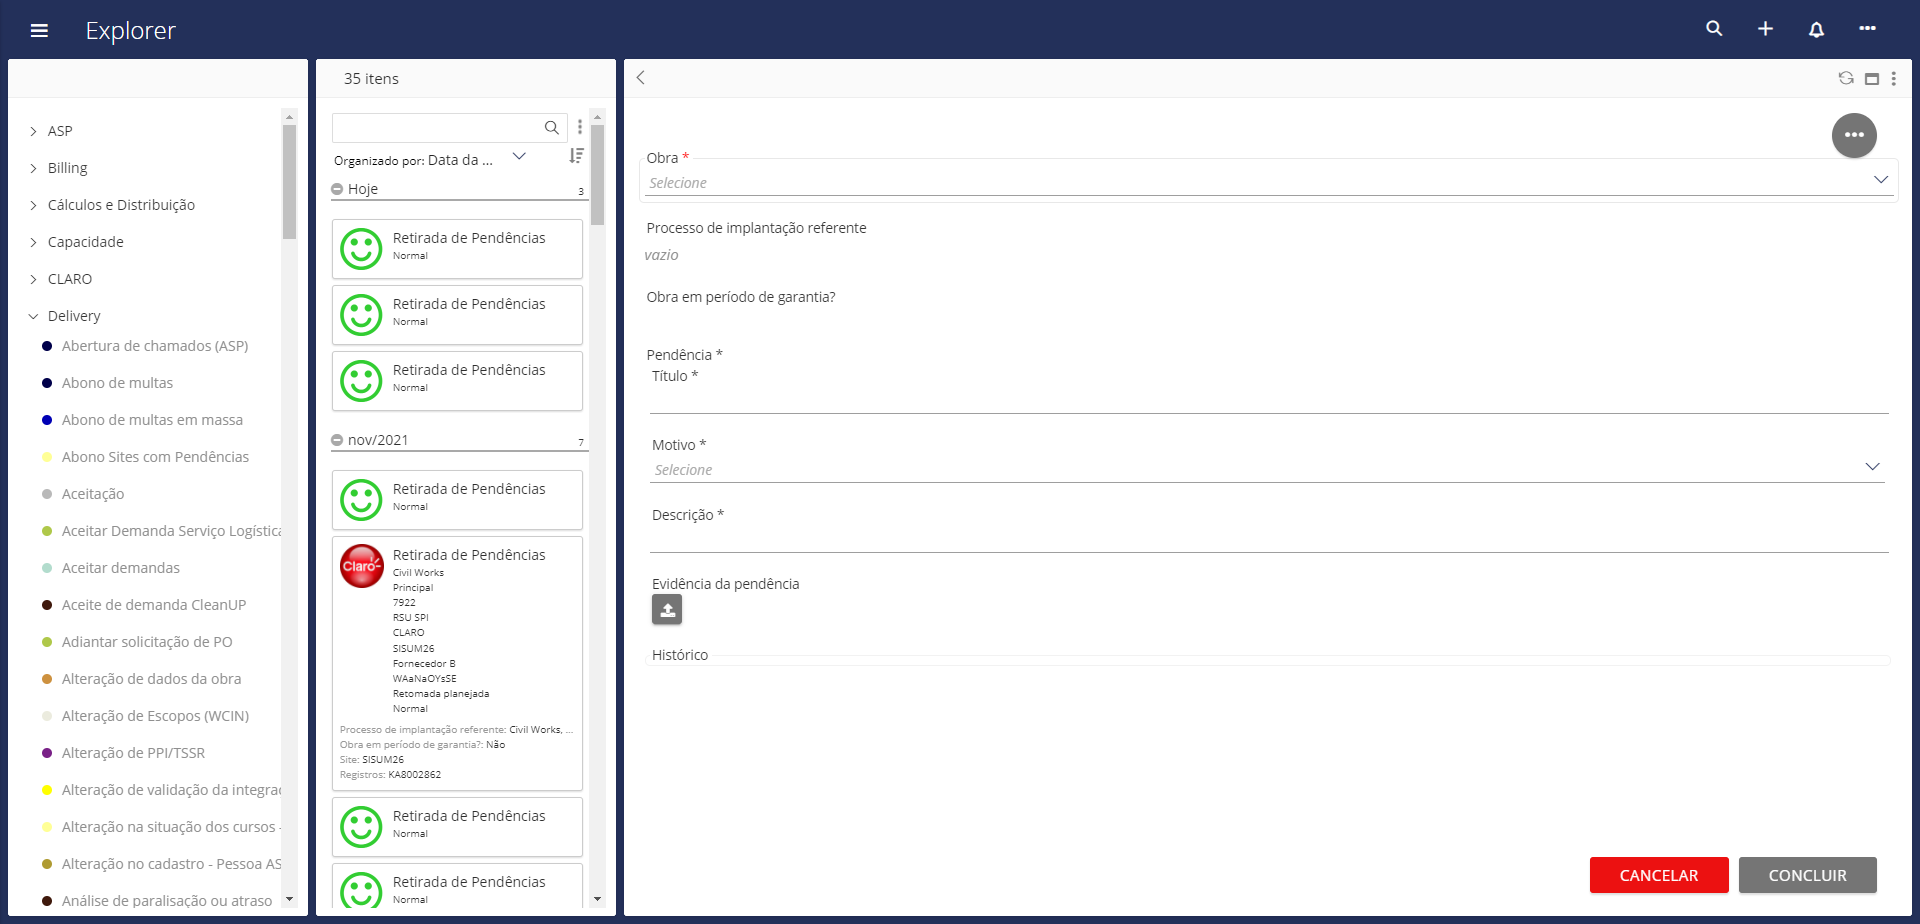 Explorer
ASP
Billing
Cálculos e Distribuição
Capacidade
CLARO
Delivery
Abertura de chamados (ASP)
Abono de multas
Abono de multas em massa
Abono Sites com Pendências
Aceitação
Aceitar Demanda Serviço Logística
Aceitar demandas
Aceite de demanda CleanUP
Adiantar solicitação de PO
Alteração de dados da obra
Alteração de Escopos (WCIN)
Alteração de PPI/TSSR
Alteração de validação da integraç
Alteração na situação dos cursos -
Alteração no cadastro - Pessoa AS
Análise de paralisação ou atraso
35 itens
Organizado por: Data da ...
Hoje 3
Retirada de Pendências
Normal
Retirada de Pendências
Normal
Retirada de Pendências
Normal
nov/2021 7
Retirada de Pendências
Normal
Claro
Retirada de Pendências
Civil Works
Principal
7922
RSU SPI
CLARO
SISUM26
Fornecedor B
WAaNaOYsSE
Retomada planejada
Normal
Processo de implantação referente: Civil Works, ...
Obra em período de garantia?: Não
Site: SISUM26
Registros: KA8002862
Retirada de Pendências
Normal
Retirada de Pendências
Normal
Obra *
Selecione
Processo de implantação referente
vazio
Obra em período de garantia?
Pendência *
Título *
Motivo *
Selecione
Descrição *
Evidência da pendência
Histórico
CANCELAR
CONCLUIR